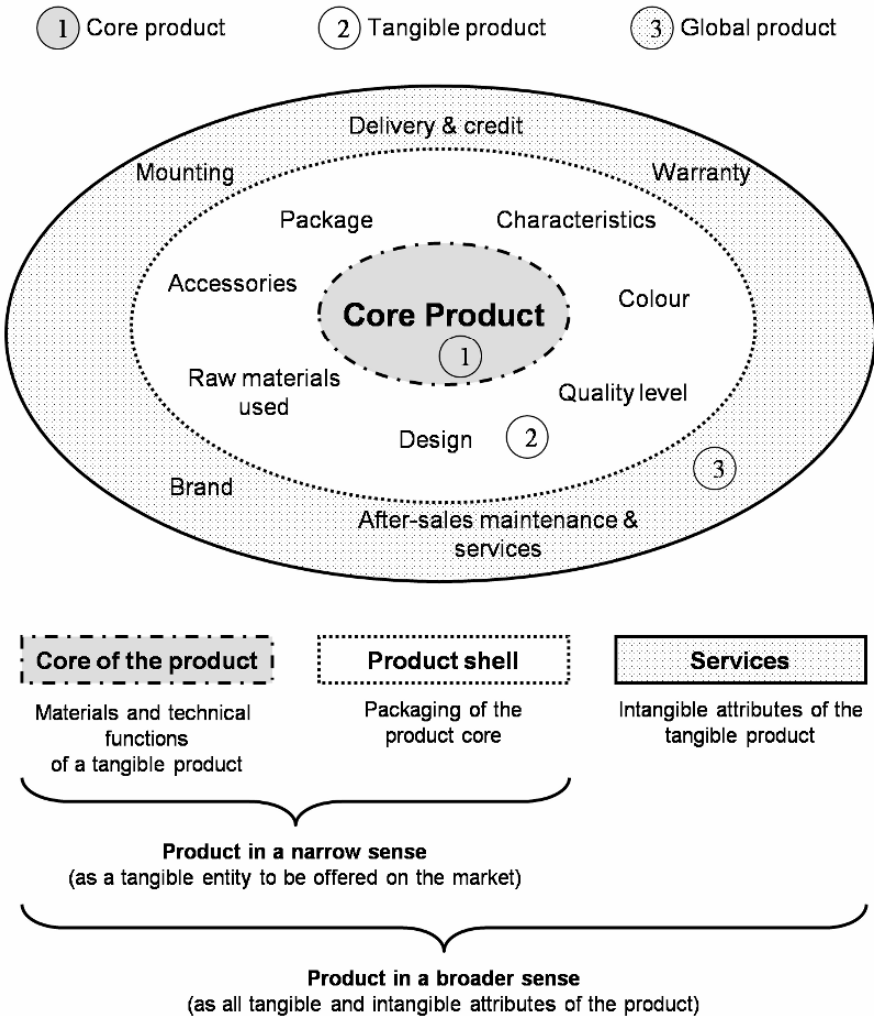 1 Core product
2 Tangible product
3 Global product
Delivery & credit
Mounting
Warranty
Package
Characteristics
Accessories
Colour
Core Product
1
Raw materials
used
Quality level
Design
2
3
Brand
After-sales maintenance &
services
Core of the product
Materials and technical
functions
of a tangible product
Product shell
Packaging of the
product core
Services
Intangible attributes of the
tangible product
Product in a narrow sense
(as a tangible entity to be offered on the market)
Product in a broader sense
(as all tangible and intangible attributes of the product)